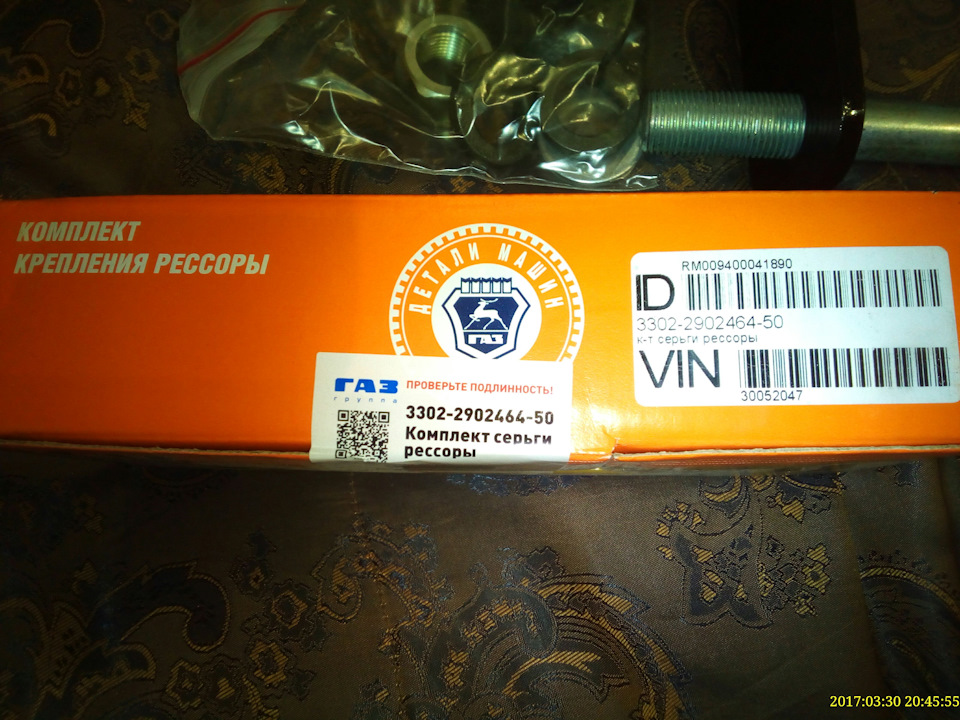 КОМПЛЕКТ
КРЕПЛЕНИЯ РЕССОРЫ
ДЕТАЛИ МАШИН
ГАЗ
RM009400041890
ID
3302-2902464-50
к-т серьги рессоры
VIN
30052047
ГАЗ
группа
ПРОВЕРЬТЕ ПОДЛИННОСТЬ!
3302-2902464-50
Комплект серьги
рессоры
2017:03:30 20:45:55